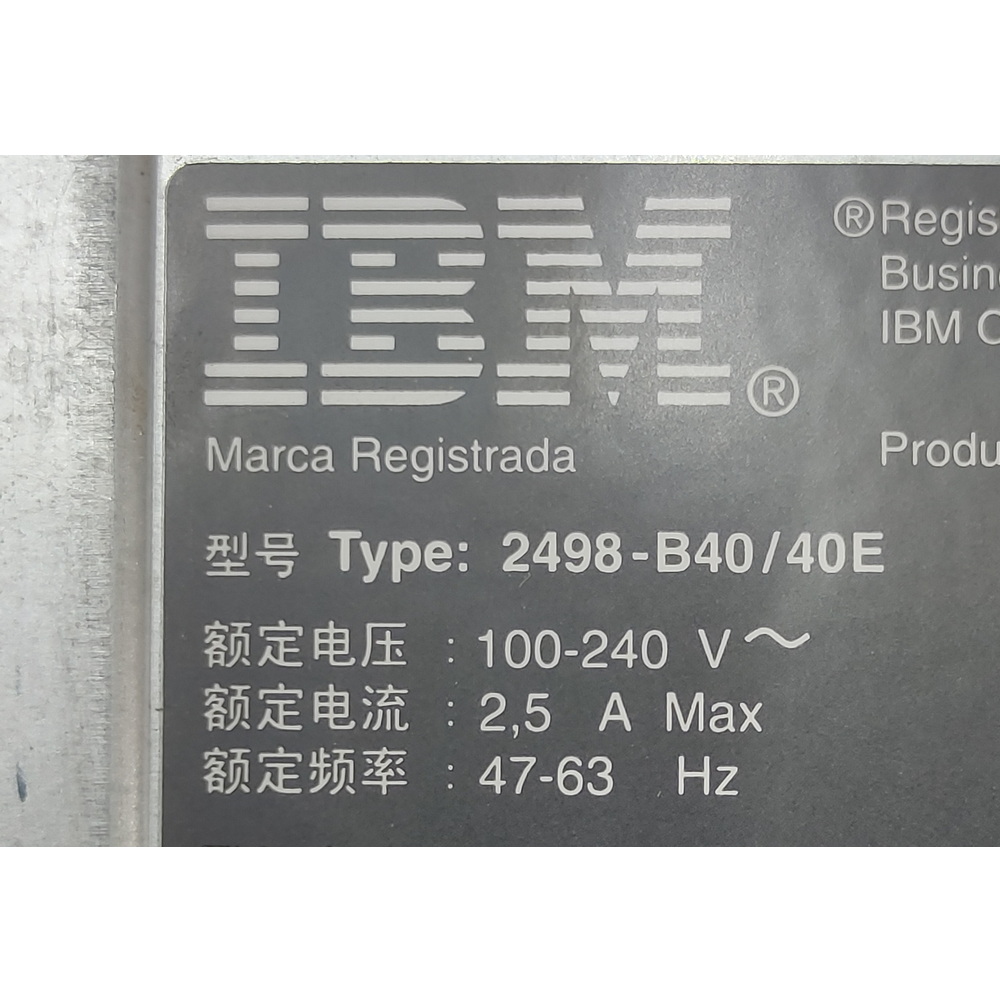 IBM®
®Regis
Busin
IBM C
Marca Registrada
Produ
型号 Type: 2498-B40/40E
额定电压 : 100-240 V~
额定电流 : 2,5 A Max
额定频率 : 47-63 Hz